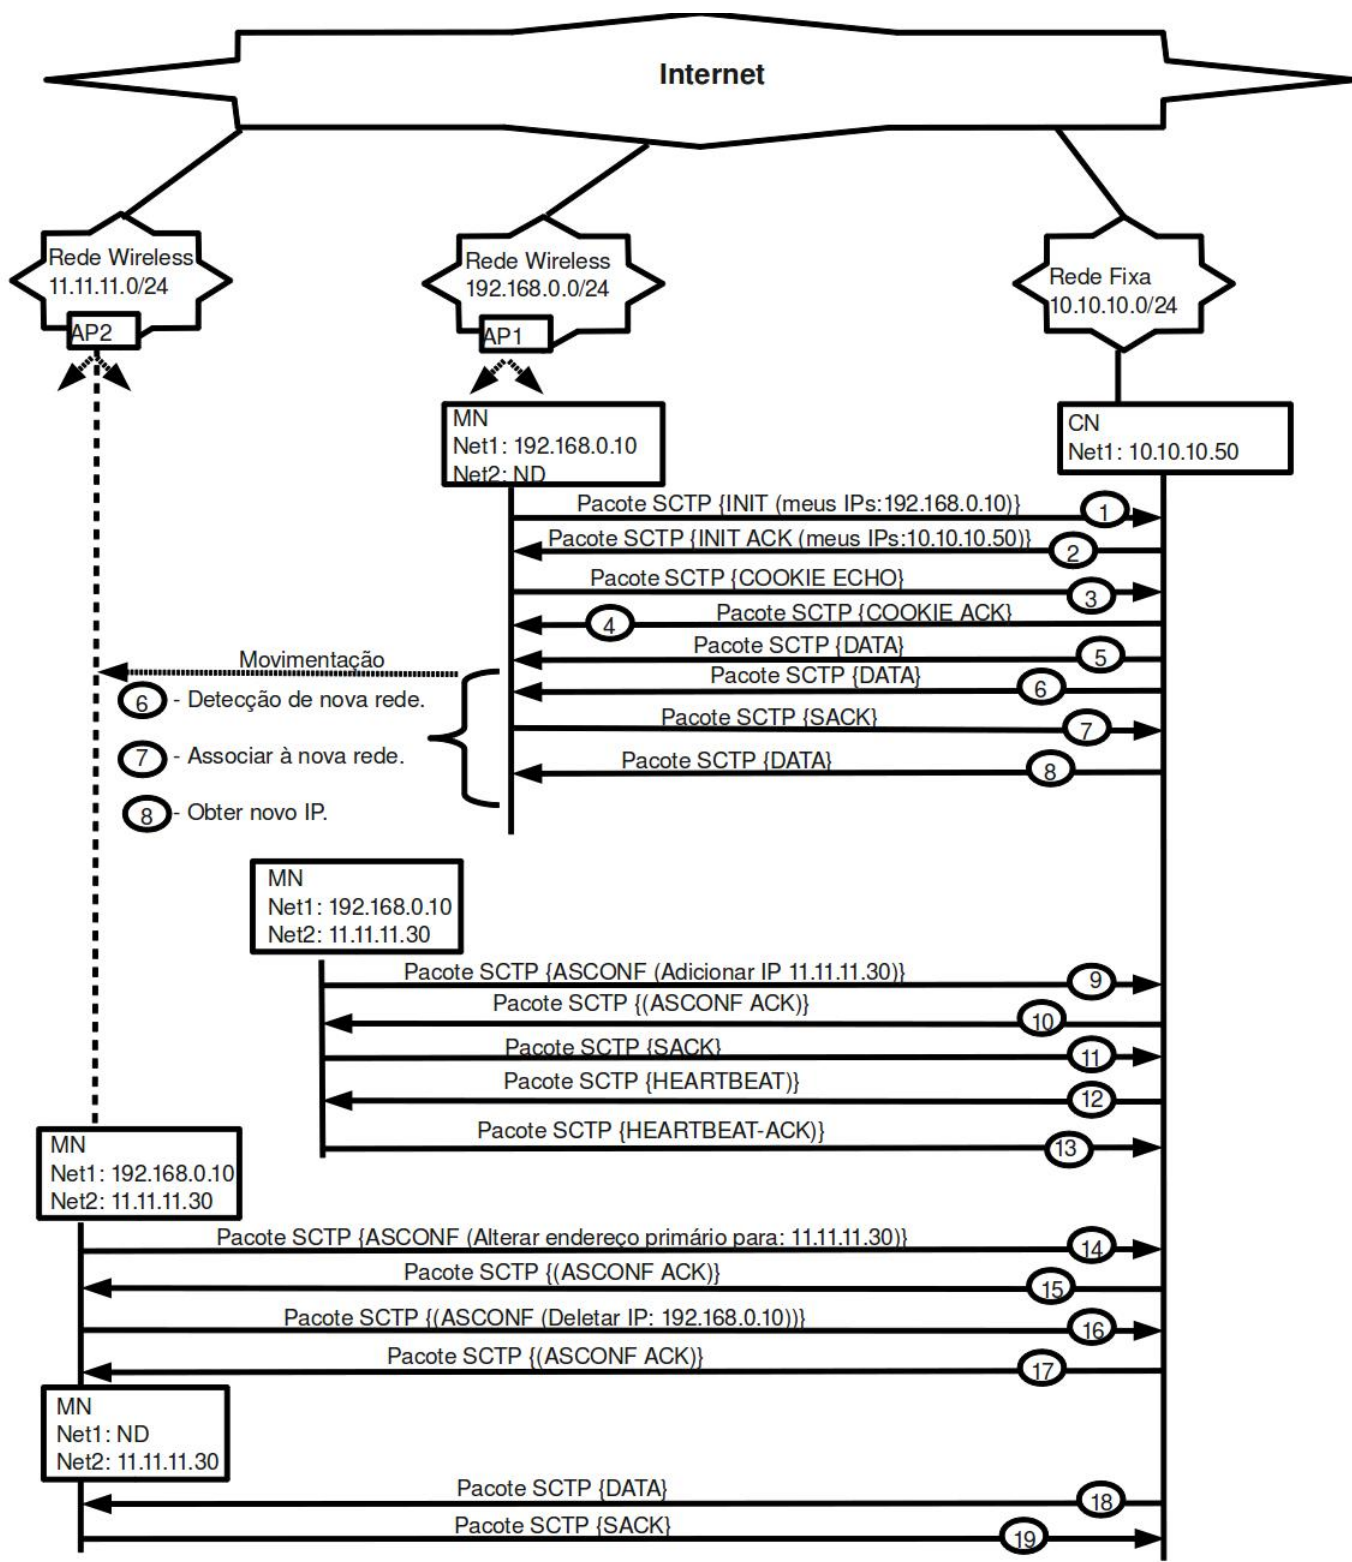 Internet
Rede Wireless
11.11.11.0/24
AP2
Rede Wireless
192.168.0.0/24
AP1
Rede Fixa
10.10.10.0/24
MN
Net1: 192.168.0.10
Net2: ND
CN
Net1: 10.10.10.50
Pacote SCTP {INIT (meus IPs:192.168.0.10)}
1
Pacote SCTP {INIT ACK (meus IPs:10.10.10.50)}
2
Pacote SCTP {COOKIE ECHO}
3
Pacote SCTP {COOKIE ACK}
4
Pacote SCTP {DATA}
5
Movimentação
Pacote SCTP {DATA}
6
6 - Detecção de nova rede.
Pacote SCTP {SACK}
7
7 - Associar à nova rede.
Pacote SCTP {DATA}
8
8 - Obter novo IP.
MN
Net1: 192.168.0.10
Net2: 11.11.11.30
Pacote SCTP {ASCONF (Adicionar IP 11.11.11.30)}
9
Pacote SCTP {(ASCONF ACK)}
10
Pacote SCTP {SACK}
11
Pacote SCTP {HEARTBEAT)}
12
Pacote SCTP {HEARTBEAT-ACK)}
13
MN
Net1: 192.168.0.10
Net2: 11.11.11.30
Pacote SCTP {ASCONF (Alterar endereço primário para: 11.11.11.30)}
14
Pacote SCTP {(ASCONF ACK)}
15
Pacote SCTP {(ASCONF (Deletar IP: 192.168.0.10))}
16
Pacote SCTP {(ASCONF ACK)}
17
MN
Net1: ND
Net2: 11.11.11.30
Pacote SCTP {DATA}
18
Pacote SCTP {SACK}
19